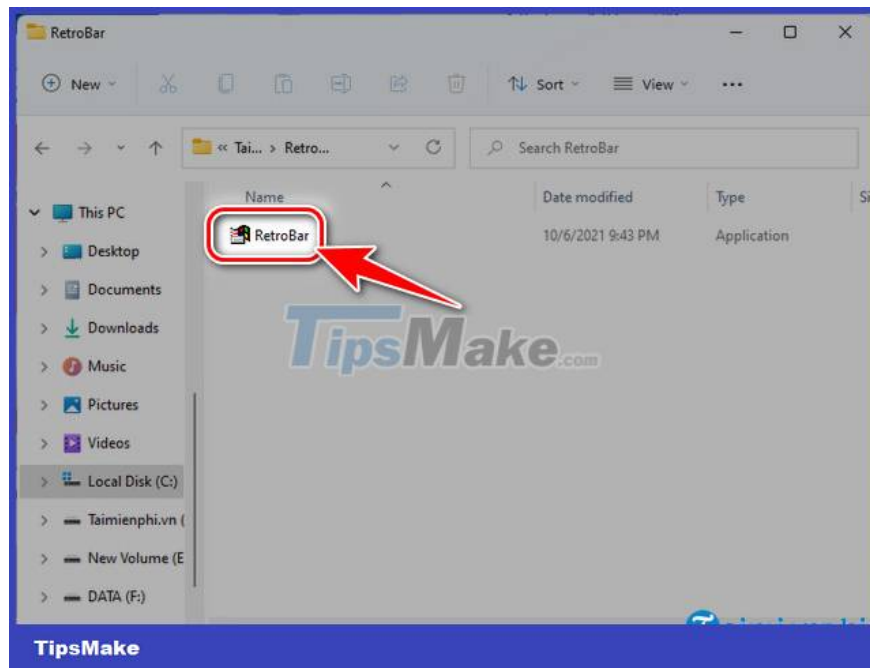 RetroBar
New
Sort
View
« Tai... > Retro...
Search RetroBar
Name
Date modified
Type
This PC
RetroBar
10/6/2021 9:43 PM
Application
Desktop
Documents
Downloads
TipsMake.com
Music
Pictures
Videos
Local Disk (C:)
Taimienphi.vn (
New Volume (E
DATA (F:)
TipsMake